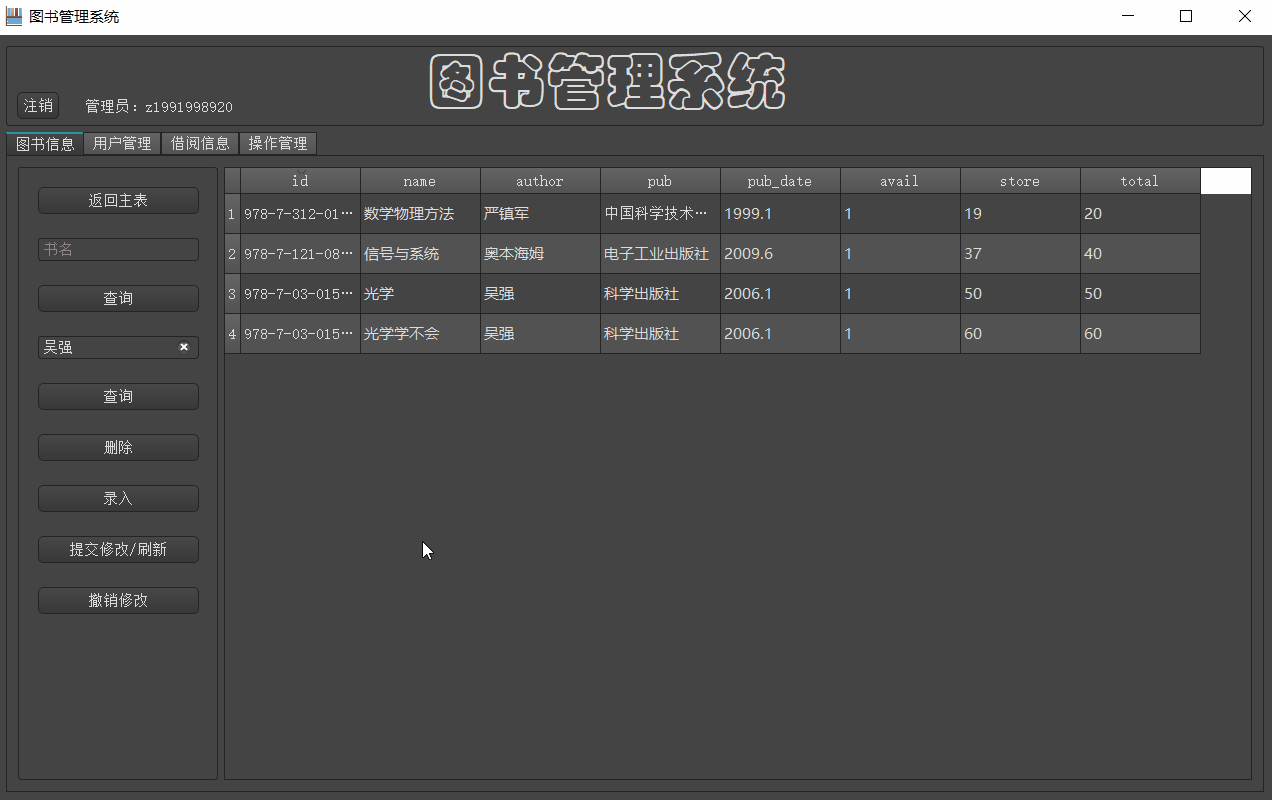 图书管理系统
图书管理系统
注销 管理员：z1991998920
图书信息 用户管理 借阅信息 操作管理
返回主表
书名
查询
吴强
查询
删除
录入
提交修改/刷新
撤销修改
id name author pub pub_date avail store total
1 978-7-312-01… 数学物理方法 严镇军 中国科学技术… 1999.1 1 19 20
2 978-7-121-08… 信号与系统 奥本海姆 电子工业出版社 2009.6 1 37 40
3 978-7-03-015… 光学 吴强 科学出版社 2006.1 1 50 50
4 978-7-03-015… 光学学不会 吴强 科学出版社 2006.1 1 60 60